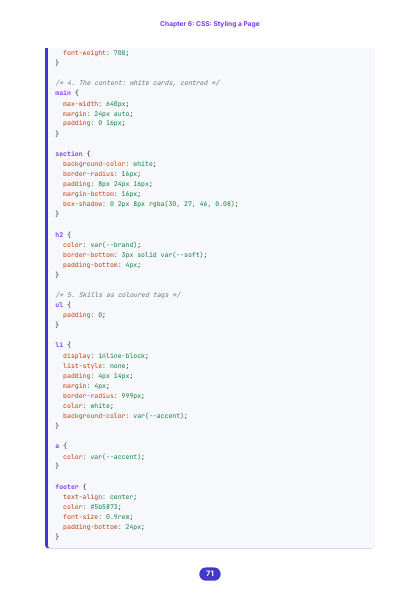 Chapter 6: CSS: Styling a Page
font-weight: 700;
}
/* 4. The content: white cards, centred */
main {
max-width: 640px;
margin: 24px auto;
padding: 0 16px;
}
section {
background-color: white;
border-radius: 16px;
padding: 8px 24px 16px;
margin-bottom: 16px;
box-shadow: 0 2px 8px rgba(30, 27, 46, 0.08);
}
h2 {
color: var(--brand);
border-bottom: 3px solid var(--soft);
padding-bottom: 4px;
}
/* 5. Skills as coloured tags */
ul {
padding: 0;
}
li {
display: inline-block;
list-style: none;
padding: 4px 14px;
margin: 4px;
border-radius: 999px;
color: white;
background-color: var(--accent);
}
a {
color: var(--accent);
}
footer {
text-align: center;
color: #5b5873;
font-size: 0.9rem;
padding-bottom: 24px;
}
71